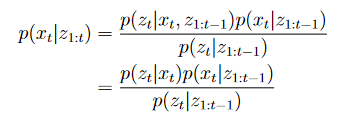 p(x_t|z_{1:t}) = \frac{p(z_t|x_t, z_{1:t-1})p(x_t|z_{1:t-1})}{p(z_t|z_{1:t-1})}
= \frac{p(z_t|x_t)p(x_t|z_{1:t-1})}{p(z_t|z_{1:t-1})}